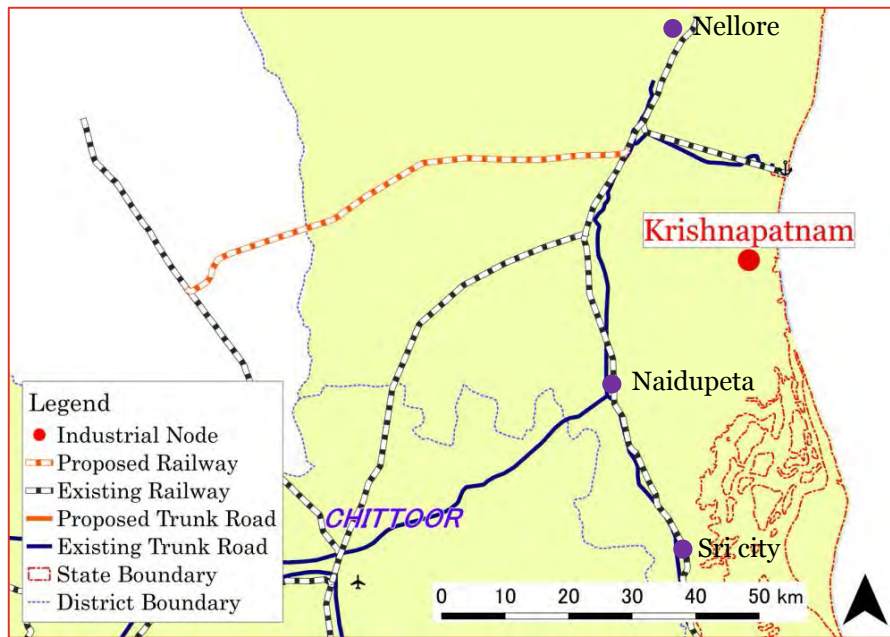 Nellore
Krishnapatnam
Naidupeta
Legend
Industrial Node
Proposed Railway
Existing Railway
Proposed Trunk Road
Existing Trunk Road
State Boundary
District Boundary
CHITTOOR
Sri city
0 10 20 30 40 50 km